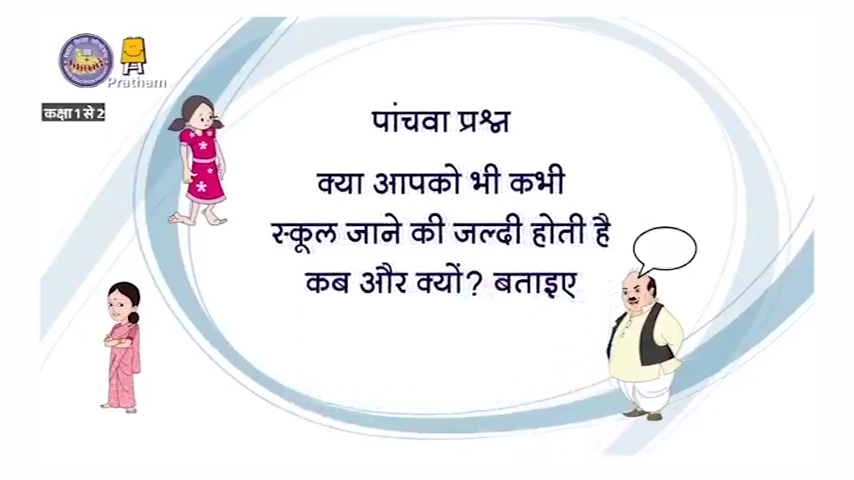 Pratham
कक्षा 1 से 2
पांचवा प्रश्न
क्या आपको भी कभी
स्कूल जाने की जल्दी होती है
कब और क्यों? बताइए